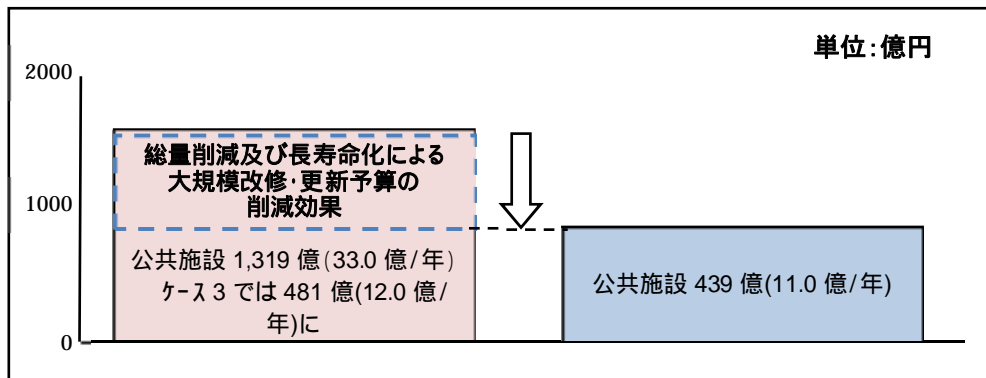 単位:億円
2000
1000
0
総量削減及び長寿命化による
大規模改修・更新予算の
削減効果
公共施設 1,319 億(33.0 億/年)
ｹｰｽ 3 では 481 億(12.0 億/
年)に
公共施設 439 億(11.0 億/年)